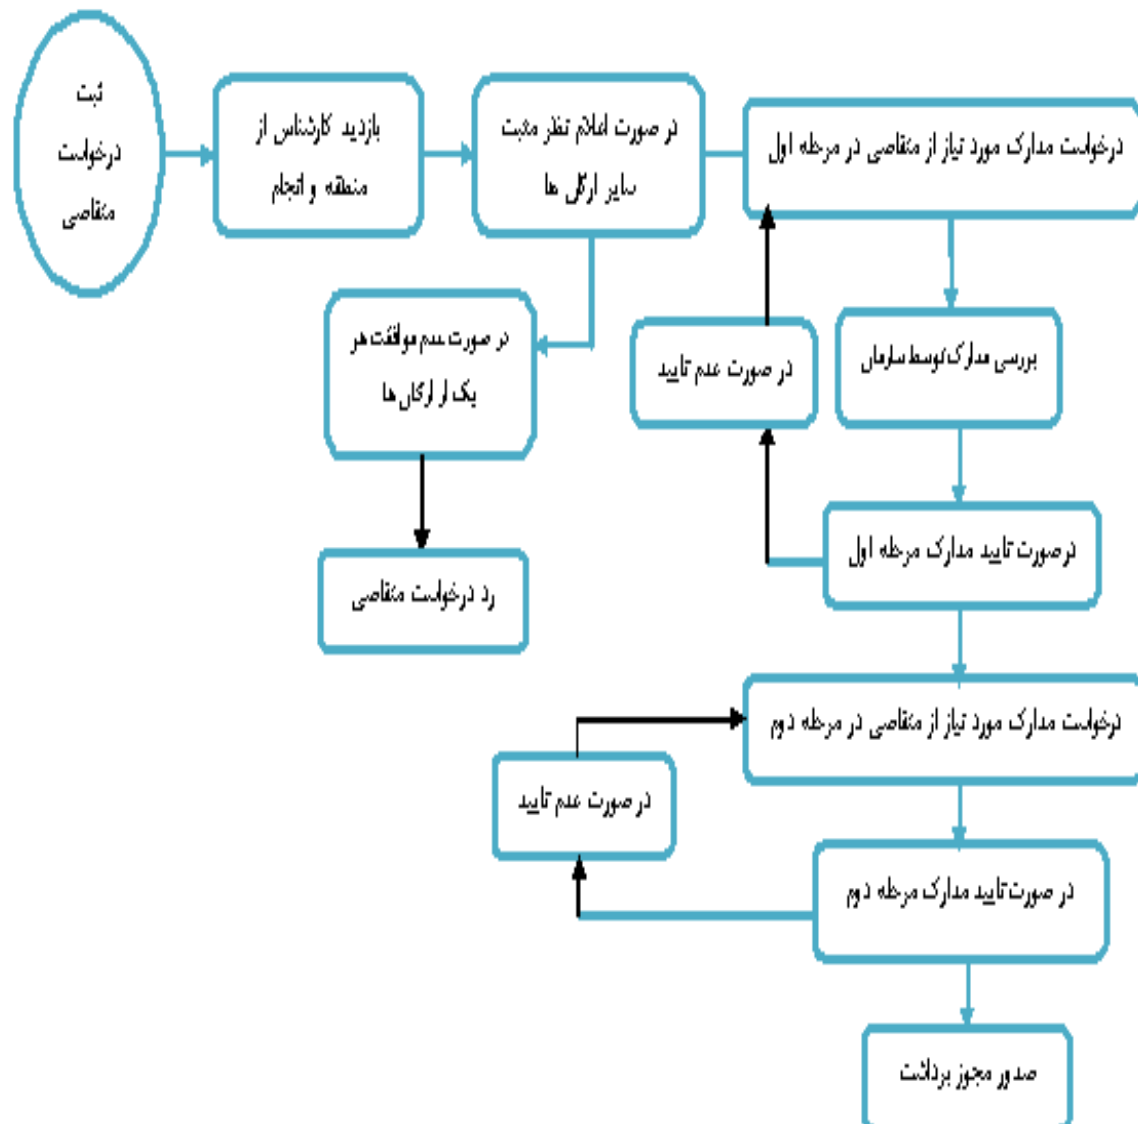 ثبت
درخواست
متقاضی
بازدید کارشناس از
منطقه و انجام
در صورت اعلام نظر مثبت
سایر ارگان ها
درخواست مدارک مورد نیاز از متقاضی در مرحله اول
در صورت عدم موافقت هر
یک از ارگان ها
در صورت عدم تایید
بررسی مدارک توسط سازمان
رد درخواست متقاضی
درصورت تایید مدارک مرحله اول
درخواست مدارک مورد نیاز از متقاضی در مرحله دوم
در صورت عدم تایید
در صورت تایید مدارک مرحله دوم
صدور مجوز برداشت